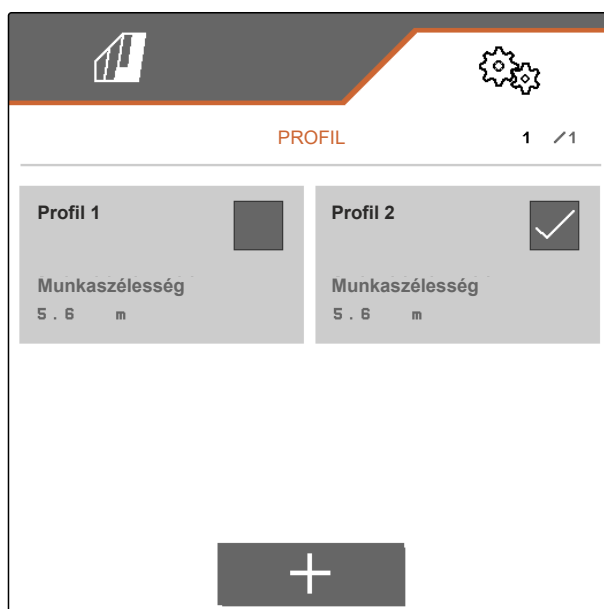 PROFIL 1 /1
Profil 1
Munkaszélesség
5.6 m
Profil 2
Munkaszélesség
5.6 m
+